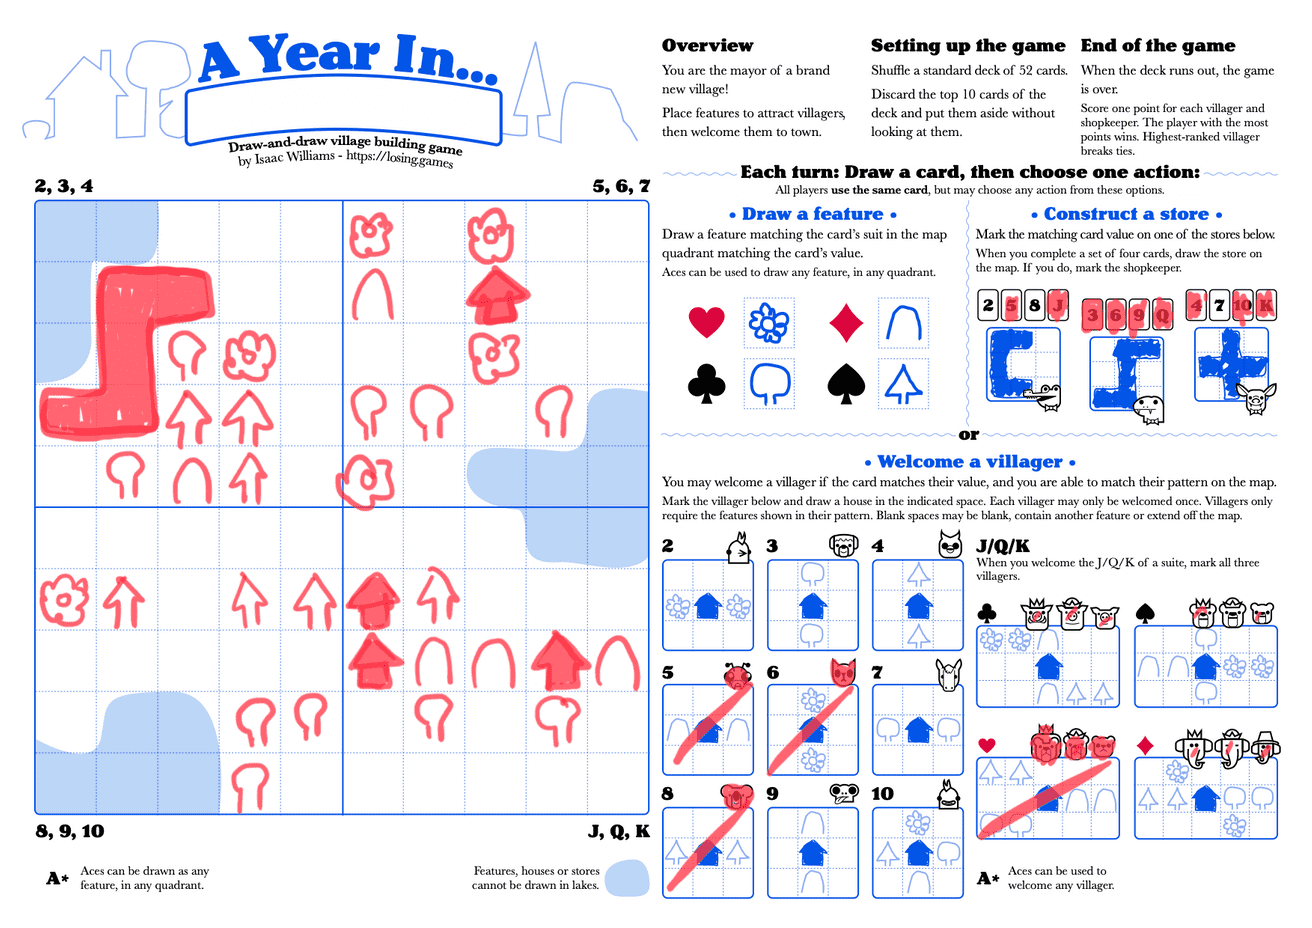 A Year In...
Draw-and-draw village building game
by Isaac Williams - https://losing.games
2, 3, 4
5, 6, 7
8, 9, 10
J, Q, K
A* Aces can be drawn as any
feature, in any quadrant.
Features, houses or stores
cannot be drawn in lakes.
Overview
You are the mayor of a brand
new village!
Place features to attract villagers,
then welcome them to town.
Setting up the game
Shuffle a standard deck of 52 cards.
Discard the top 10 cards of the
deck and put them aside without
looking at them.
End of the game
When the deck runs out, the game
is over.
Score one point for each villager and
shopkeeper. The player with the most
points wins. Highest-ranked villager
breaks ties.
Each turn: Draw a card, then choose one action:
All players use the same card, but may choose any action from these options.
• Draw a feature •
Draw a feature matching the card's suit in the map
quadrant matching the card's value.
Aces can be used to draw any feature, in any quadrant.
• Construct a store •
Mark the matching card value on one of the stores below.
When you complete a set of four cards, draw the store on
the map. If you do, mark the shopkeeper.
2 5 8 J
3 6 9 Q
4 7 10 K
or
• Welcome a villager •
You may welcome a villager if the card matches their value, and you are able to match their pattern on the map.
Mark the villager below and draw a house in the indicated space. Each villager may only be welcomed once. Villagers only
require the features shown in their pattern. Blank spaces may be blank, contain another feature or extend off the map.
2
3
4
5
6
7
8
9
10
J/Q/K
When you welcome the J/Q/K of a suit, mark all three
villagers.
A* Aces can be used to
welcome any villager.